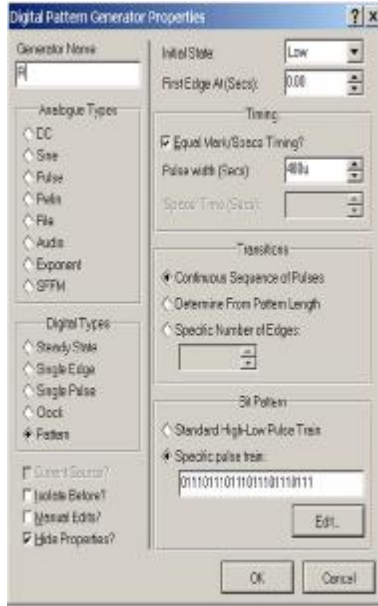 Digital Pattern Generator Properties
Generator Name
R
Analogue Types
DC
Sine
Pulse
Pwlin
File
Audio
Exponent
SFFM
Digital Types
Steady State
Single Edge
Single Pulse
Clock
Pattern
Current Source?
Isolate Before?
Manual Edits?
Hide Properties?
Initial State:
Low
First Edge At (Secs):
0.00
Timing
Equal Mark/Space Timing?
Pulse width (Secs):
400u
'Space' Time (Secs):
Transitions
Continuous Sequence of Pulses
Determine From Pattern Length
Specific Number of Edges:
Bit Pattern
Standard High-Low Pulse Train
Specific pulse train:
Edit..
OK
Cancel